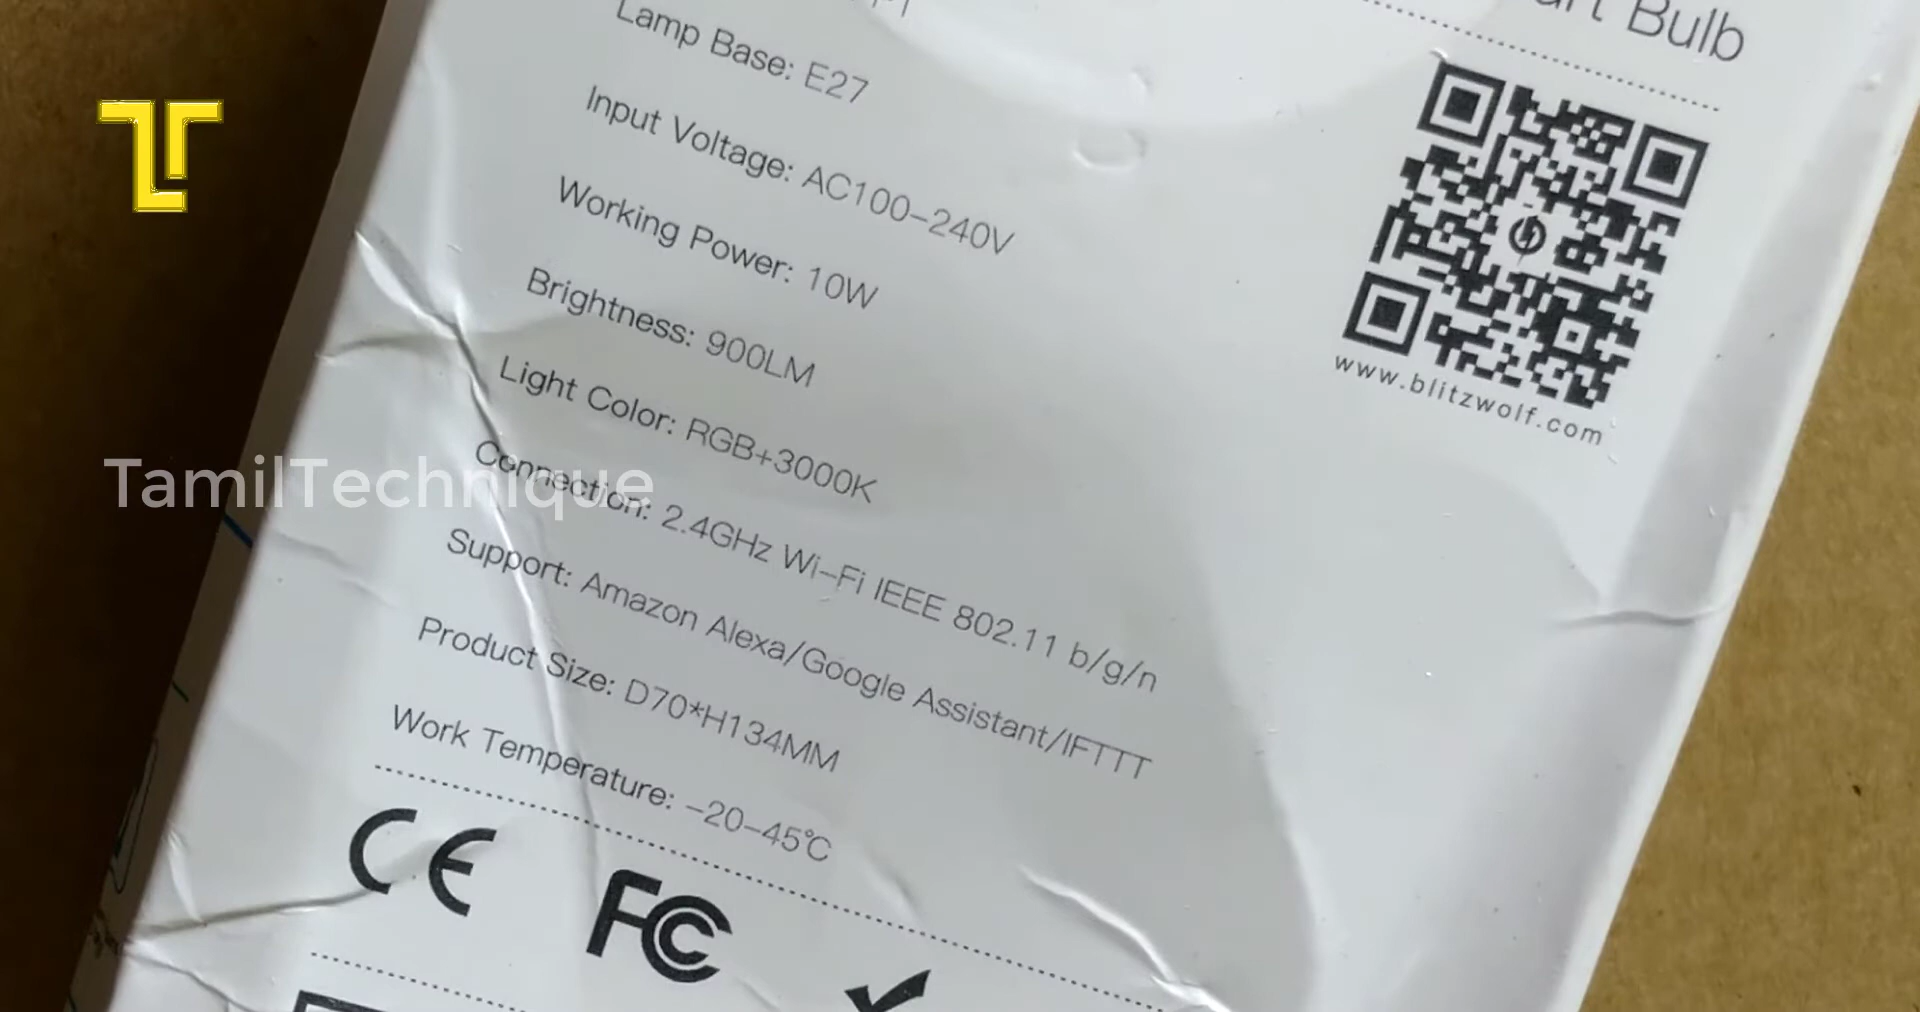 Bulb
Lamp Base: E27
Input Voltage: AC100-240V
Working Power: 10W
Brightness: 900LM
Light Color: RGB+3000K
Connection: 2.4GHz Wi-Fi IEEE 802.11 b/g/n
Support: Amazon Alexa/Google Assistant/IFTTT
Product Size: D70*H134MM
Work Temperature: -20-45℃
www.blitzwolf.com
TamilTechnique
CE
FC